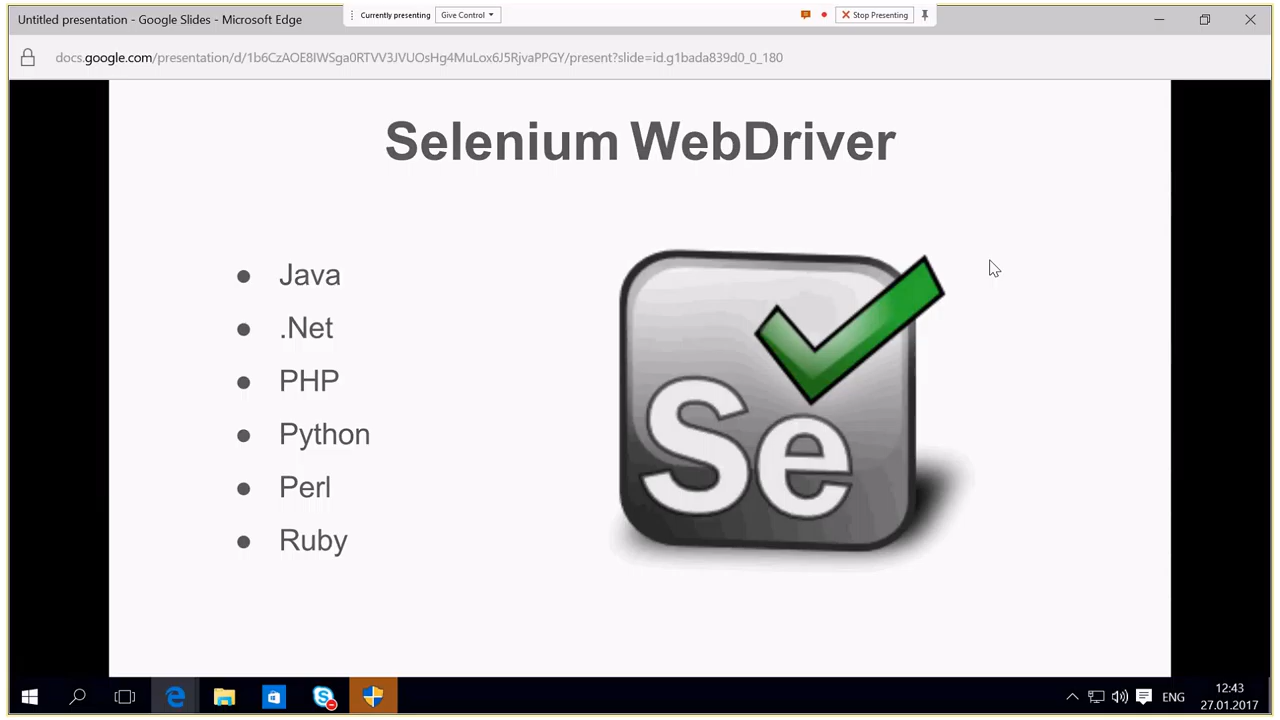 Untitled presentation - Google Slides - Microsoft Edge
Currently presenting
Give Control
Stop Presenting
docs.google.com/presentation/d/1b6CzAOE8IWSga0RTVV3JVUOsHg4MuLox6J5RjvaPPGY/present?slide=id.g1bada839d0_0_180
Selenium WebDriver
Java
.Net
PHP
Python
Perl
Ruby
Se
ENG
12:43
27.01.2017